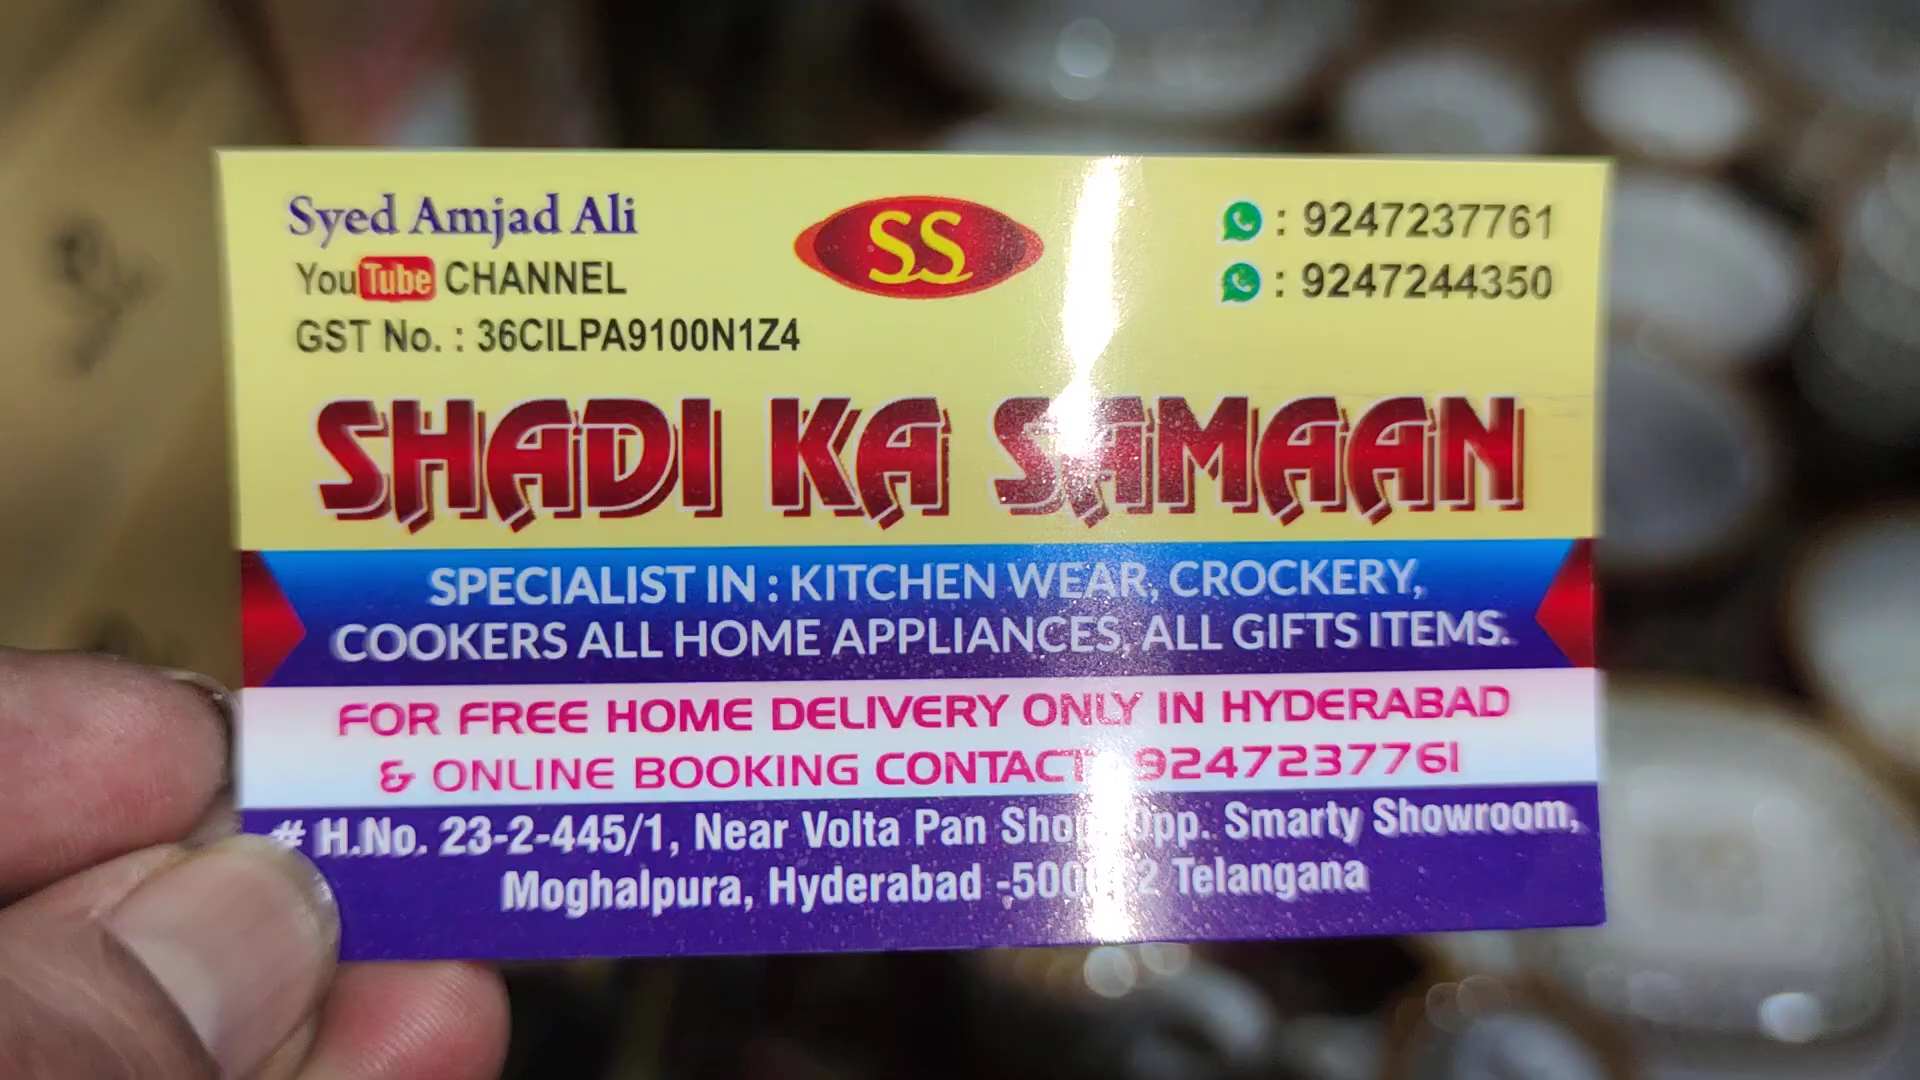 Syed Amjad Ali
YouTube CHANNEL
GST No. : 36CILPA9100N1Z4
SS
: 9247237761
: 9247244350
SHADI KA SAMAAN
SPECIALIST IN : KITCHEN WEAR, CROCKERY,
COOKERS ALL HOME APPLIANCES, ALL GIFTS ITEMS.
FOR FREE HOME DELIVERY ONLY IN HYDERABAD
& ONLINE BOOKING CONTACT 9247237761
# H.No. 23-2-445/1, Near Volta Pan Smarty Showroom,
Moghalpura, Hyderabad Telangana